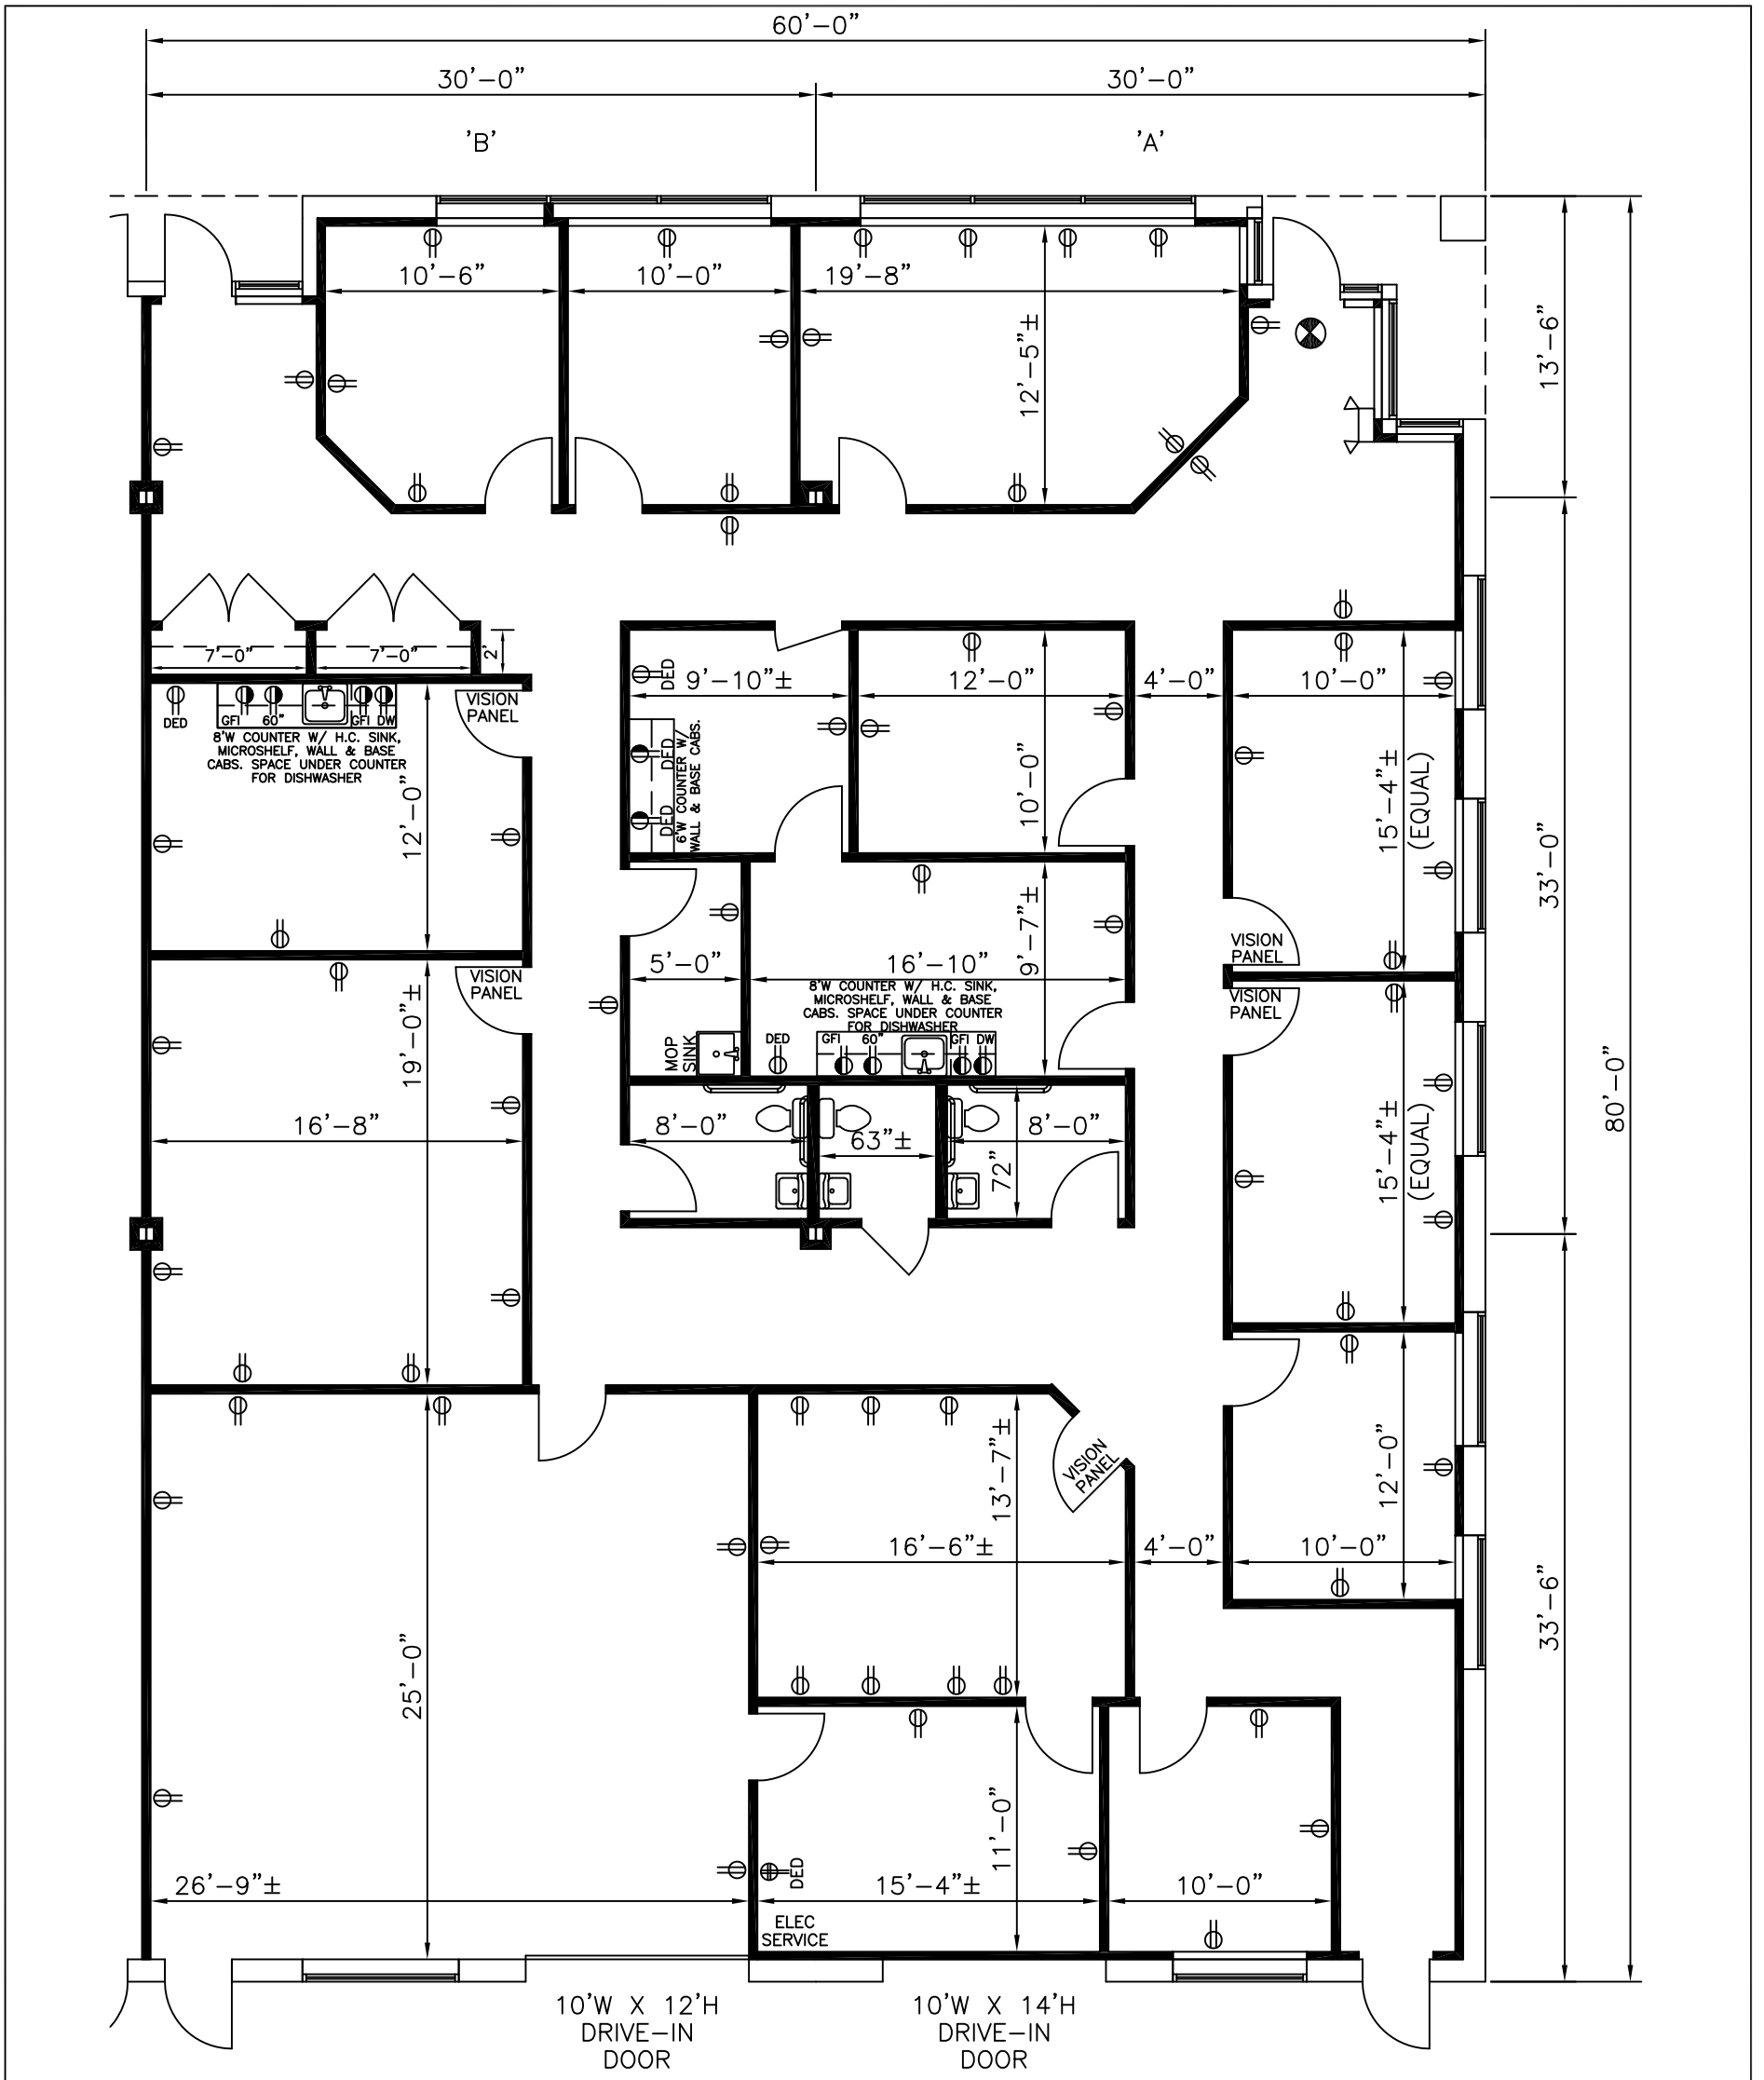 60'-0"
30'-0"
30'-0"
'B'
'A'
10'-6"
10'-0"
19'-8"
12'-5"±
13'-6"
7'-0"
7'-0"
2'
DED
GFI 60" GFI DW
8'W COUNTER W/ H.C. SINK,
MICROSHELF, WALL & BASE
CABS. SPACE UNDER COUNTER
FOR DISHWASHER
VISION
PANEL
12'-0"
DED
9'-10"±
DED
DED
6'W COUNTER W/
WALL & BASE CABS.
12'-0"
10'-0"
4'-0"
10'-0"
15'-4"±
(EQUAL)
33'-0"
80'-0"
VISION
PANEL
VISION
PANEL
19'-0"±
16'-8"
5'-0"
MOP
SINK
16'-10"
9'-7"±
8'W COUNTER W/ H.C. SINK,
MICROSHELF, WALL & BASE
CABS. SPACE UNDER COUNTER
FOR DISHWASHER
DED
GFI 60" GFI DW
VISION
PANEL
15'-4"±
(EQUAL)
8'-0"
63"±
8'-0"
72"
13'-7"±
VISION
PANEL
16'-6"±
4'-0"
10'-0"
12'-0"
33'-6"
25'-0"
26'-9"±
11'-0"
DED
15'-4"±
10'-0"
ELEC
SERVICE
10'W X 12'H
DRIVE-IN
DOOR
10'W X 14'H
DRIVE-IN
DOOR